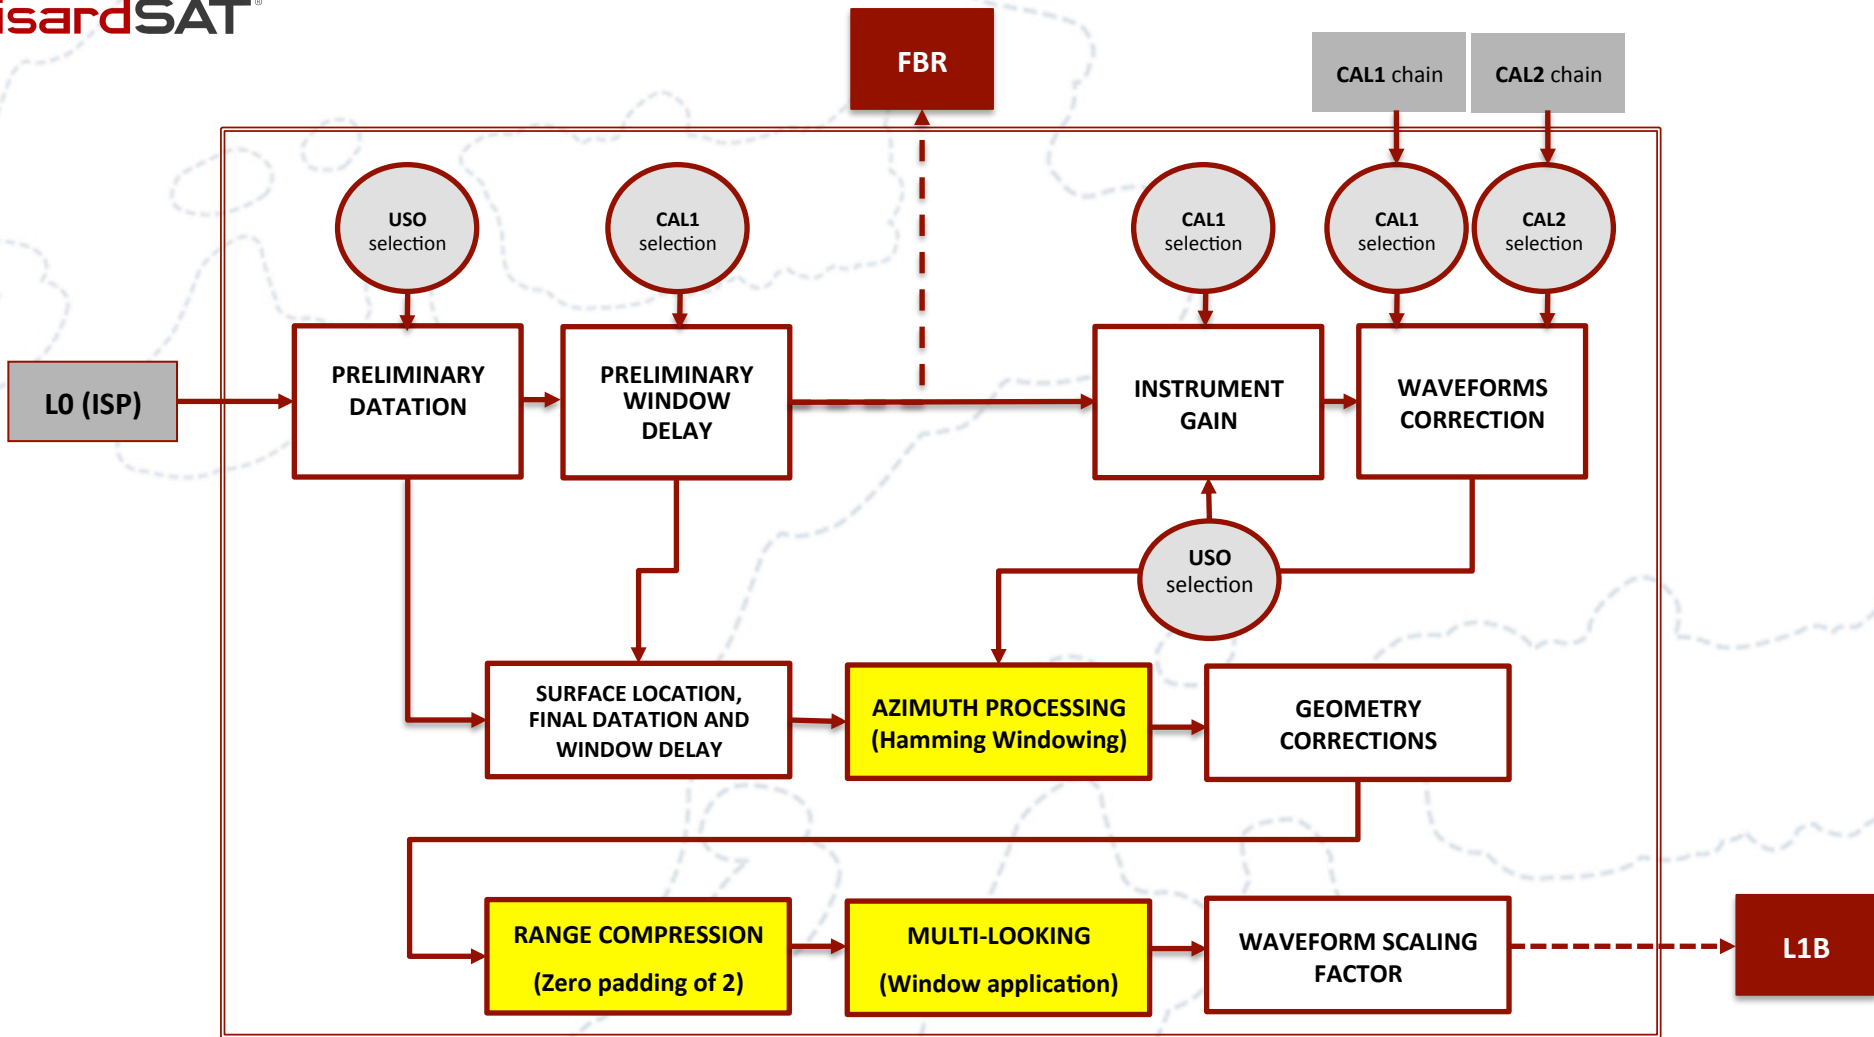 isardSAT®
FBR
CAL1 chain
CAL2 chain
USO
selection
CAL1
selection
CAL1
selection
CAL1
selection
CAL2
selection
L0 (ISP)
PRELIMINARY
DATATION
PRELIMINARY
WINDOW
DELAY
INSTRUMENT
GAIN
WAVEFORMS
CORRECTION
USO
selection
SURFACE LOCATION,
FINAL DATATION AND
WINDOW DELAY
AZIMUTH PROCESSING
(Hamming Windowing)
GEOMETRY
CORRECTIONS
RANGE COMPRESSION
(Zero padding of 2)
MULTI-LOOKING
(Window application)
WAVEFORM SCALING
FACTOR
L1B